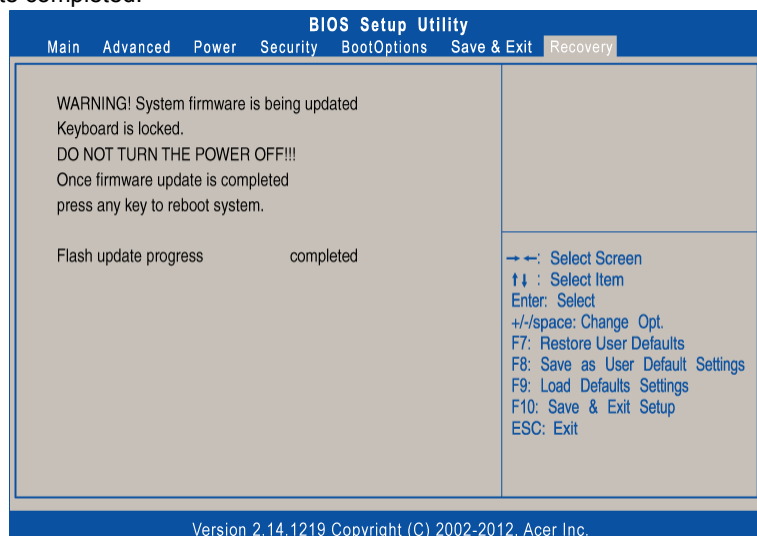 to completed.
BIOS Setup Utility
Main Advanced Power Security BootOptions Save & Exit Recovery
WARNING! System firmware is being updated
Keyboard is locked.
DO NOT TURN THE POWER OFF!!!
Once firmware update is completed
press any key to reboot system.
Flash update progress completed
→ ←: Select Screen
↑↓ : Select Item
Enter: Select
+/-/space: Change Opt.
F7: Restore User Defaults
F8: Save as User Default Settings
F9: Load Defaults Settings
F10: Save & Exit Setup
ESC: Exit
Version 2.14.1219 Copyright (C) 2002-2012, Acer Inc.